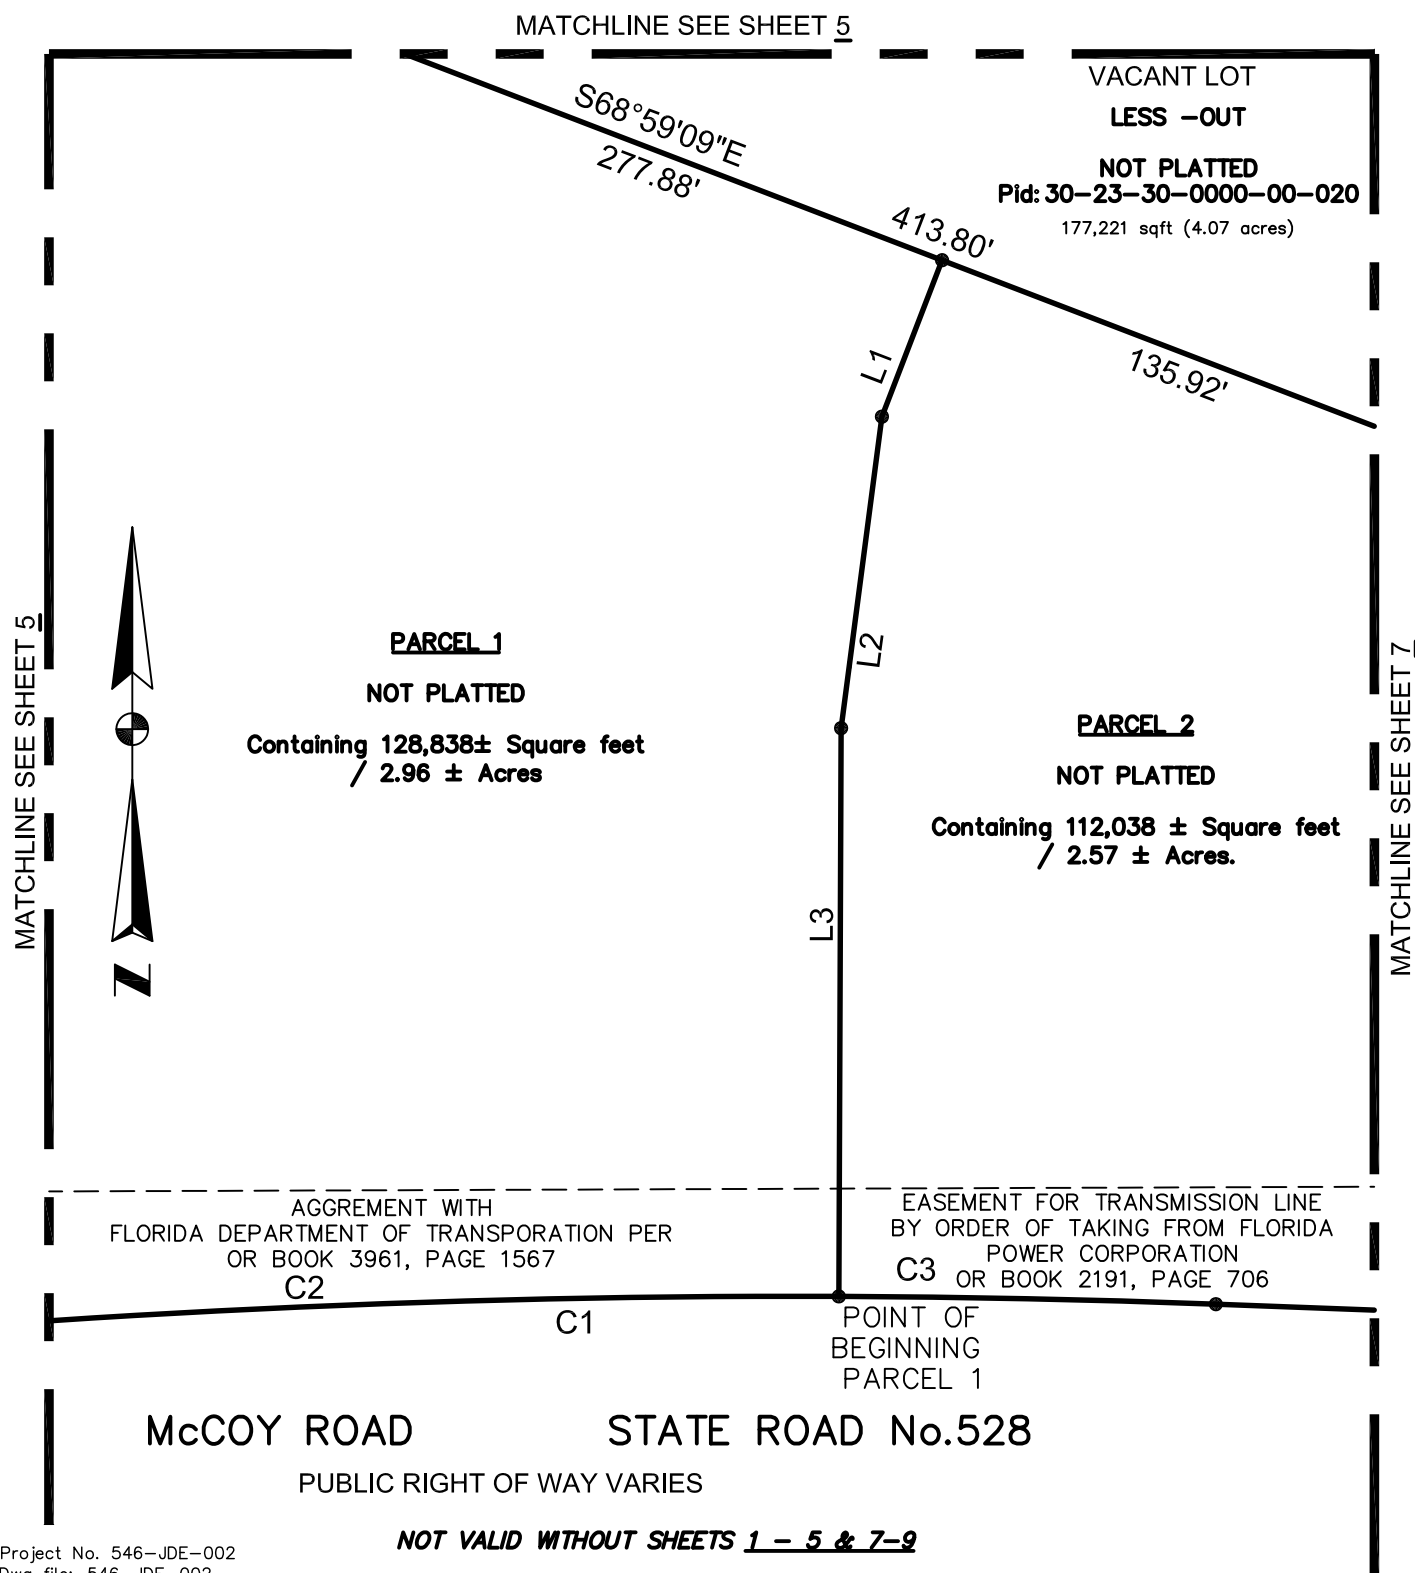 MATCHLINE SEE SHEET 5
VACANT LOT
LESS -OUT
NOT PLATTED
Pid: 30-23-30-0000-00-020
177,221 sqft (4.07 acres)
S68°59'09"E
277.88'
413.80'
135.92'
L1
L2
L3
MATCHLINE SEE SHEET 5
PARCEL 1
NOT PLATTED
Containing 128,838± Square feet
/ 2.96 ± Acres
N
PARCEL 2
NOT PLATTED
Containing 112,038 ± Square feet
/ 2.57 ± Acres.
MATCHLINE SEE SHEET 7
AGGREMENT WITH
FLORIDA DEPARTMENT OF TRANSPORATION PER
OR BOOK 3961, PAGE 1567
C2
C1
EASEMENT FOR TRANSMISSION LINE
BY ORDER OF TAKING FROM FLORIDA
POWER CORPORATION
OR BOOK 2191, PAGE 706
C3
POINT OF
BEGINNING
PARCEL 1
McCOY ROAD STATE ROAD No.528
PUBLIC RIGHT OF WAY VARIES
NOT VALID WITHOUT SHEETS 1 - 5 & 7-9
Project No. 546-JDE-002
Dwg file: 546-JDE-002